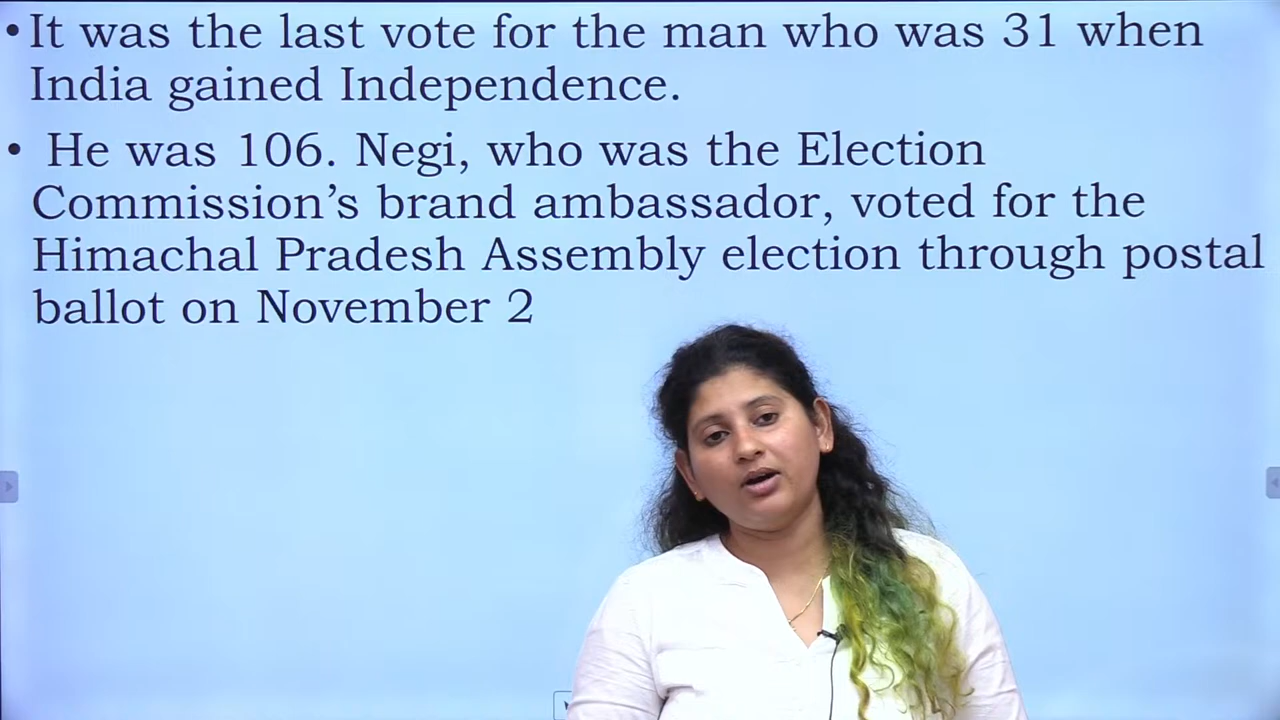 •It was the last vote for the man who was 31 when
India gained Independence.
• He was 106. Negi, who was the Election
Commission’s brand ambassador, voted for the
Himachal Pradesh Assembly election through postal
ballot on November 2